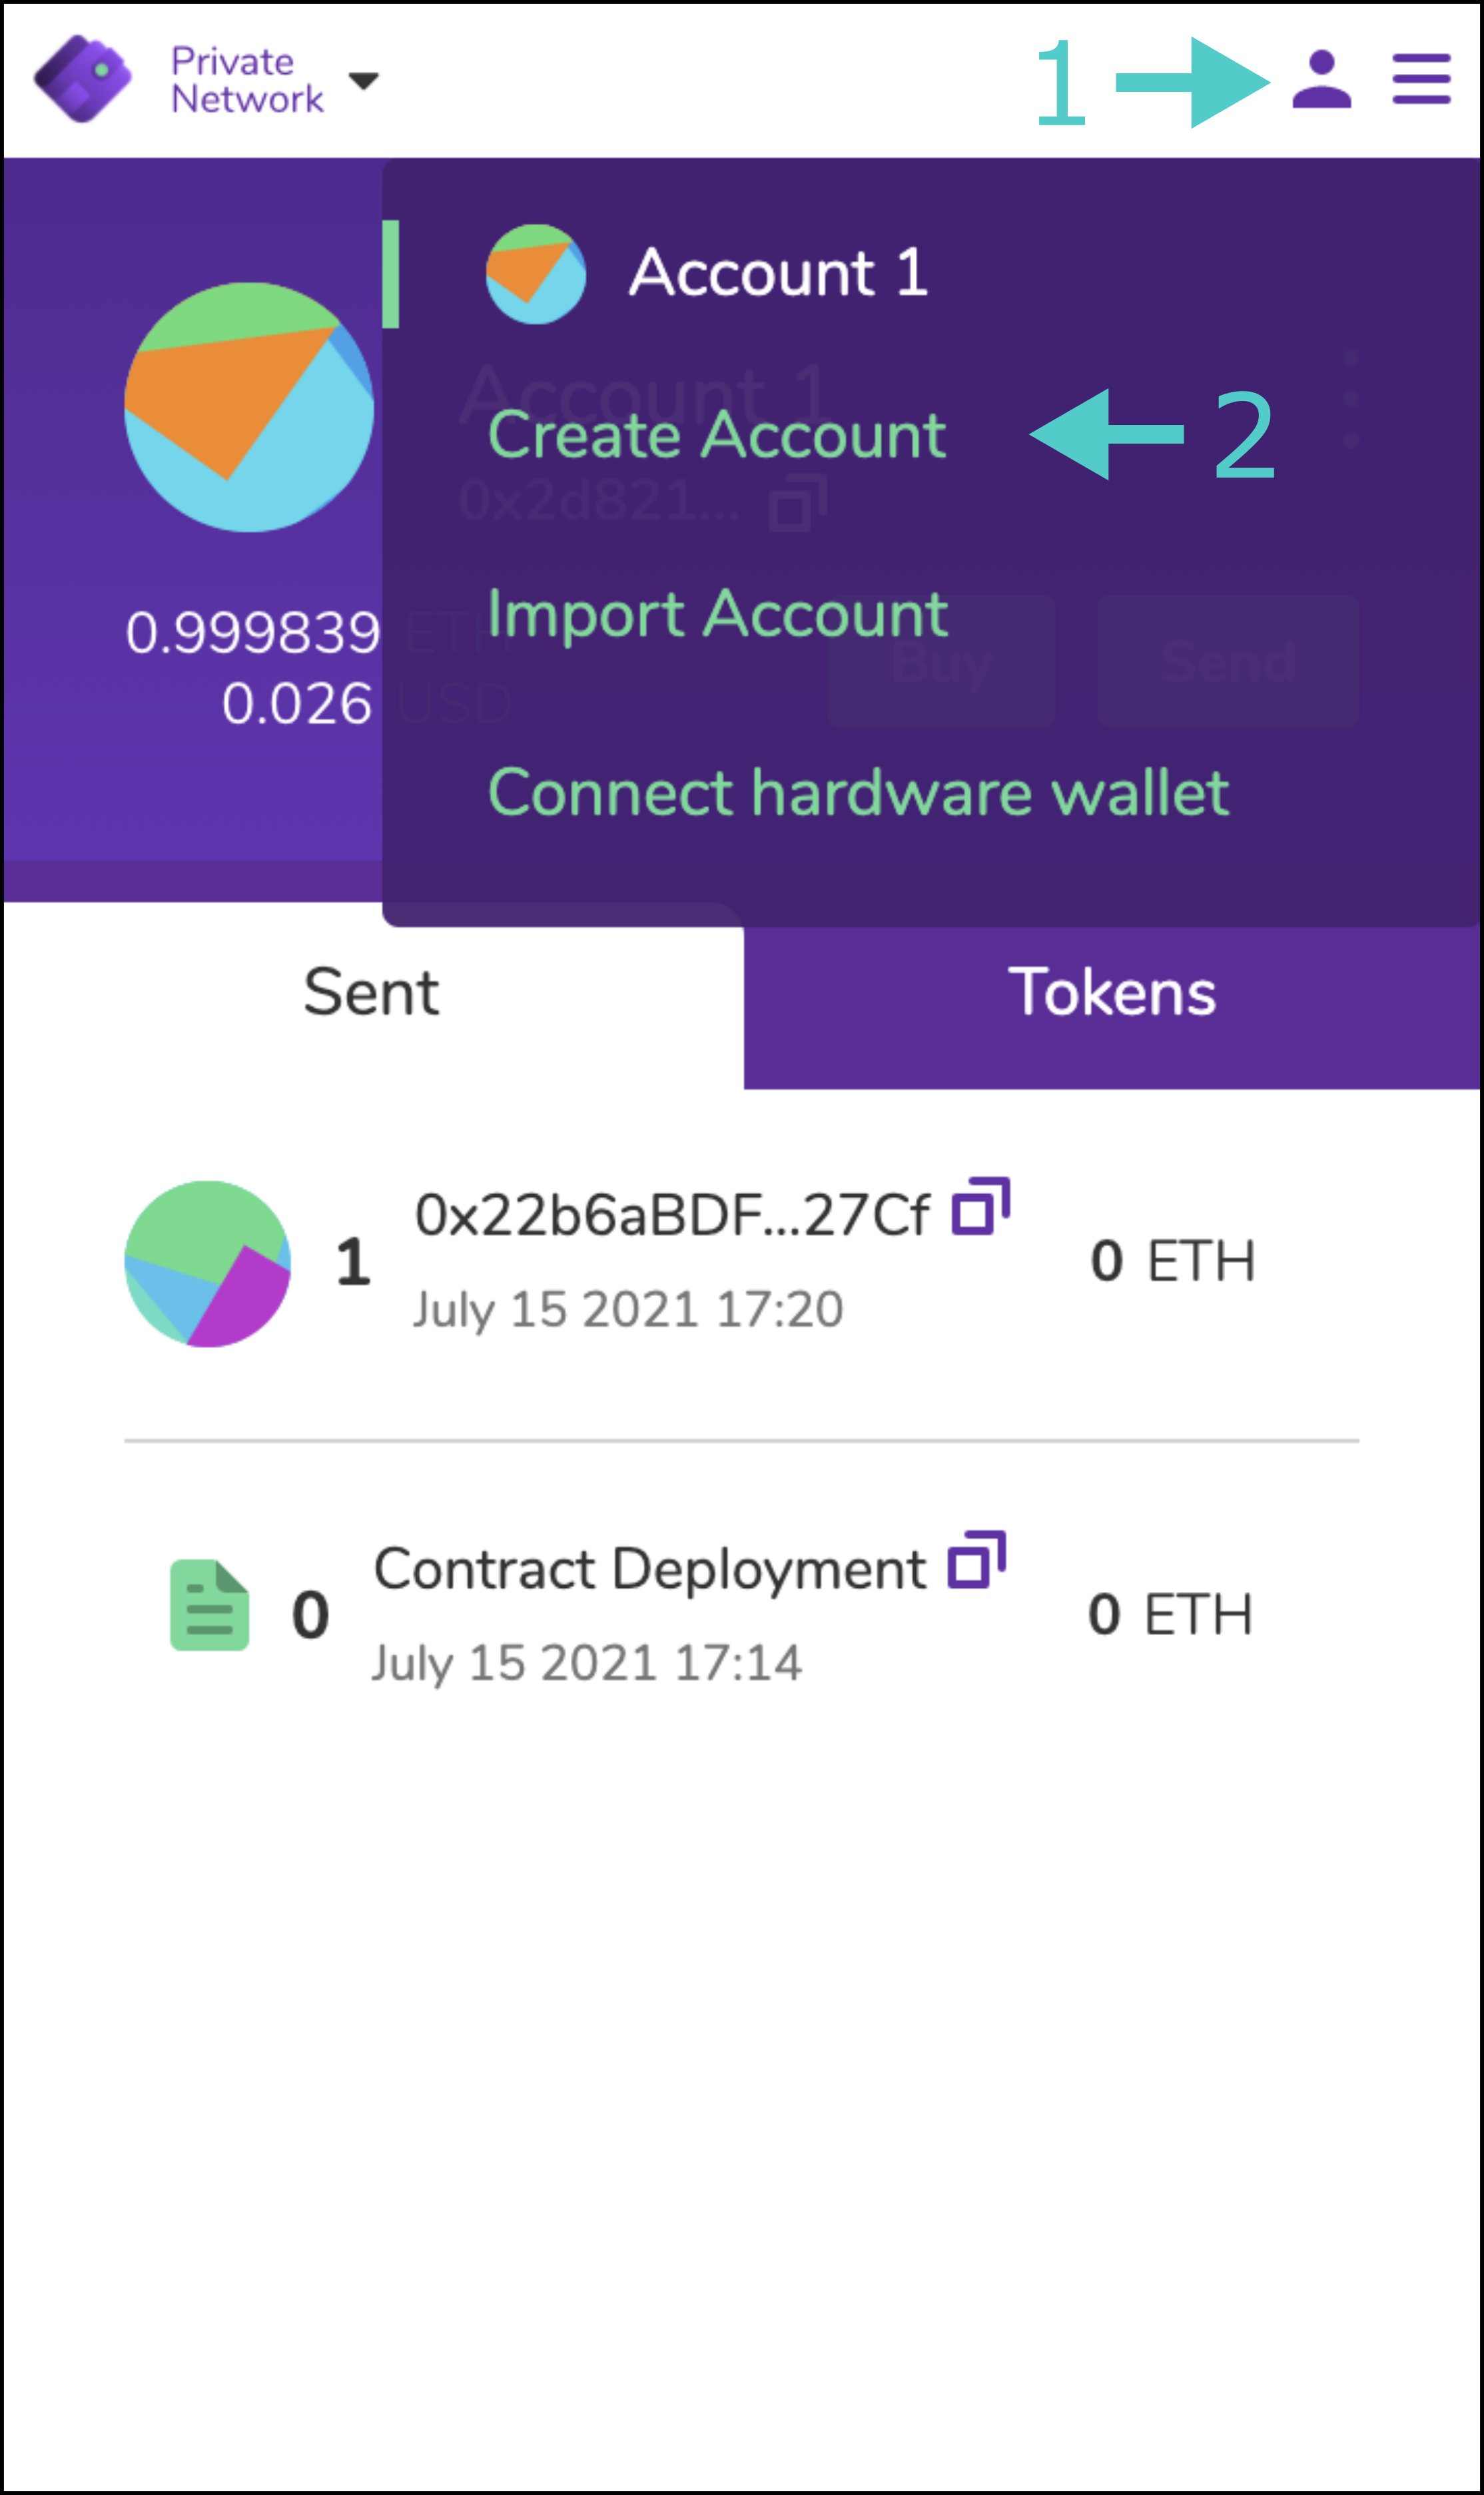 Private
Network
1
Account 1
Account 1
Create Account
2
0x2d821...
Import Account
0.999839 ETH
Buy
Send
0.026 USD
Connect hardware wallet
Sent
Tokens
0x22b6aBDF...27Cf
1
0 ETH
July 15 2021 17:20
Contract Deployment
0
0 ETH
July 15 2021 17:14